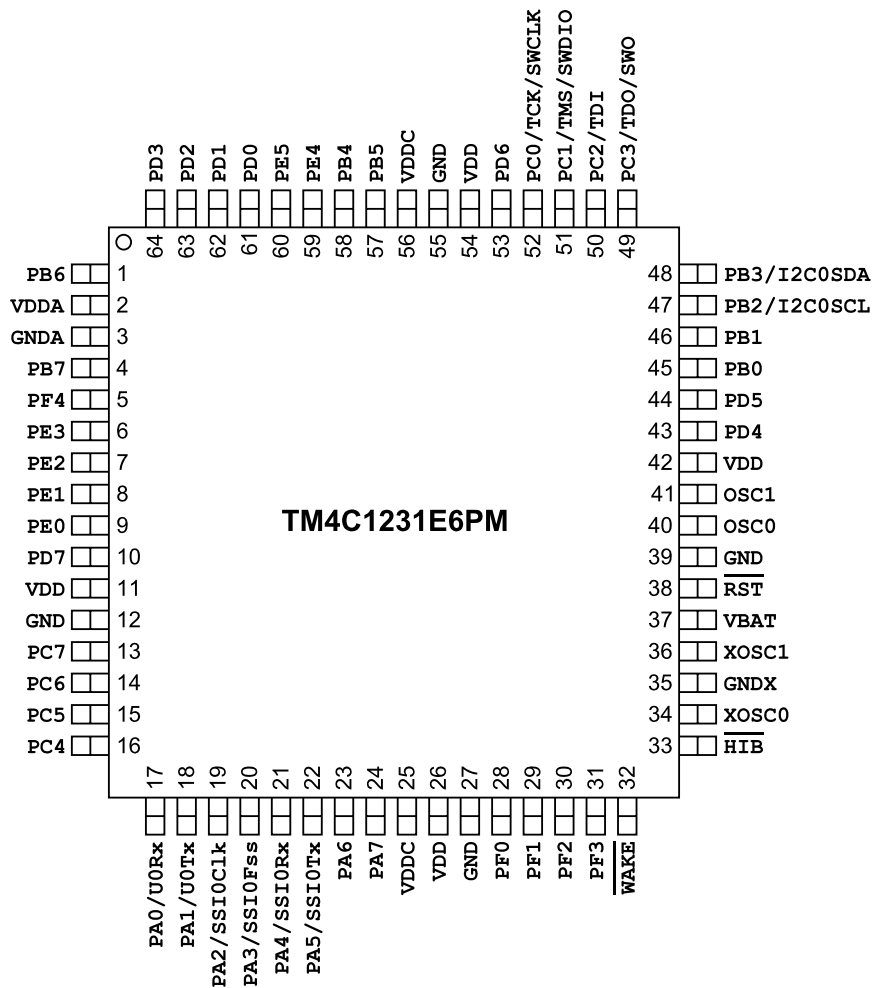 PD3
PD2
PD1
PD0
PE5
PE4
PB4
PB5
VDDC
GND
VDD
PD6
PC0/TCK/SWCLK
PC1/TMS/SWDIO
PC2/TDI
PC3/TDO/SWO
64
63
62
61
60
59
58
57
56
55
54
53
52
51
50
49
PB6 1 48 PB3/I2C0SDA
VDDA 2 47 PB2/I2C0SCL
GNDA 3 46 PB1
PB7 4 45 PB0
PF4 5 44 PD5
PE3 6 43 PD4
PE2 7 42 VDD
PE1 8 41 OSC1
TM4C1231E6PM
PE0 9 40 OSC0
PD7 10 39 GND
VDD 11 38 RST
GND 12 37 VBAT
PC7 13 36 XOSC1
PC6 14 35 GNDX
PC5 15 34 XOSC0
PC4 16 33 HIB
17
18
19
20
21
22
23
24
25
26
27
28
29
30
31
32
PA0/U0Rx
PA1/U0Tx
PA2/SSI0Clk
PA3/SSI0Fss
PA4/SSI0Rx
PA5/SSI0Tx
PA6
PA7
VDDC
VDD
GND
PF0
PF1
PF2
PF3
WAKE